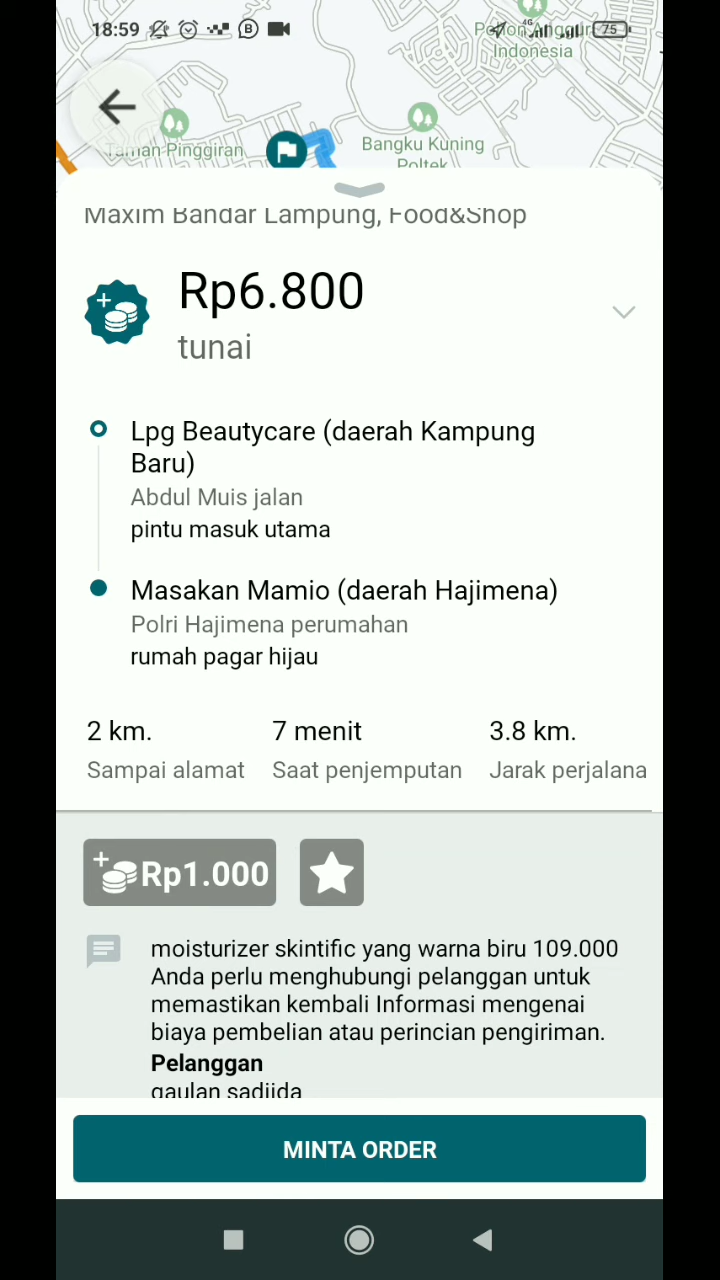 18:59
4G
75
Indonesia
Taman Pinggiran
Bangku Kuning
Poltek
Maxim Bandar Lampung, Food&Shop
Rp6.800
tunai
Lpg Beautycare (daerah Kampung
Baru)
Abdul Muis jalan
pintu masuk utama
Masakan Mamio (daerah Hajimena)
Polri Hajimena perumahan
rumah pagar hijau
2 km.
7 menit
3.8 km.
Sampai alamat
Saat penjemputan
Jarak perjalana
Rp1.000
moisturizer skintific yang warna biru 109.000
Anda perlu menghubungi pelanggan untuk
memastikan kembali Informasi mengenai
biaya pembelian atau perincian pengiriman.
Pelanggan
gaulan sadiida
MINTA ORDER